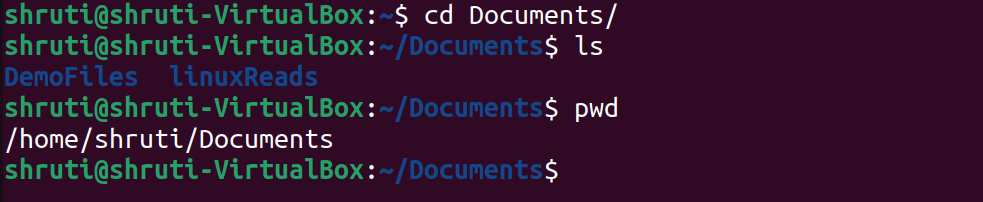 shruti@shruti-VirtualBox:~$ cd Documents/
shruti@shruti-VirtualBox:~/Documents$ ls
DemoFiles  linuxReads
shruti@shruti-VirtualBox:~/Documents$ pwd
/home/shruti/Documents
shruti@shruti-VirtualBox:~/Documents$